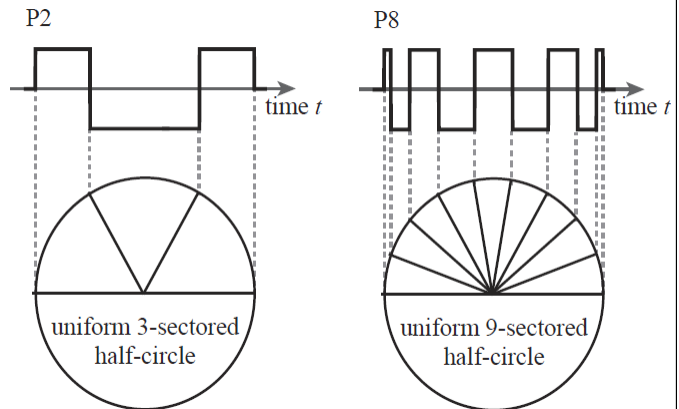 P2
time t
uniform 3-sectored
half-circle
P8
time t
uniform 9-sectored
half-circle